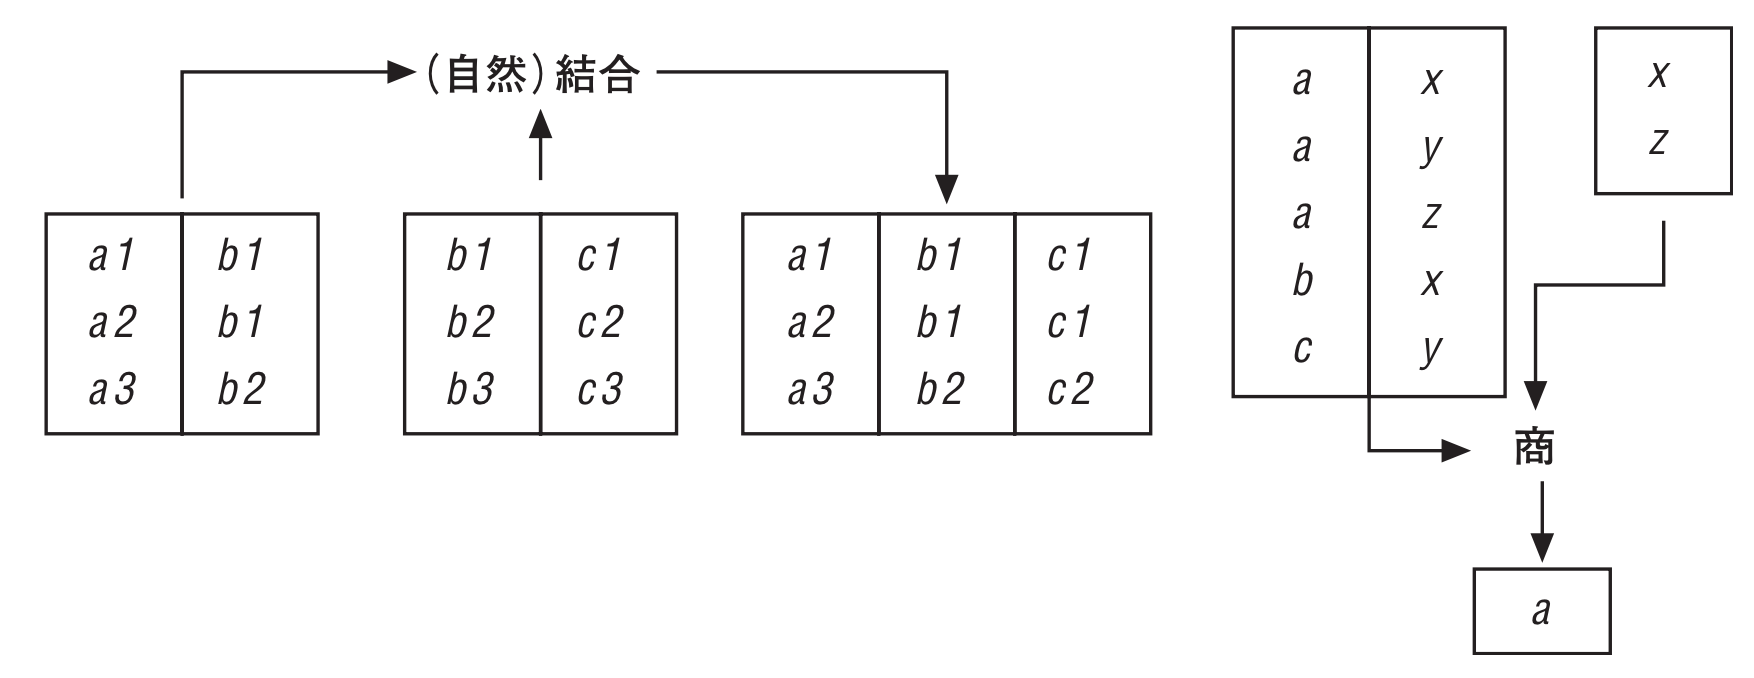 (自然)結合
a1 b1
a2 b1
a3 b2
b1 c1
b2 c2
b3 c3
a1 b1 c1
a2 b1 c1
a3 b2 c2
a x
a y
a z
b x
c y
x
z
商
a